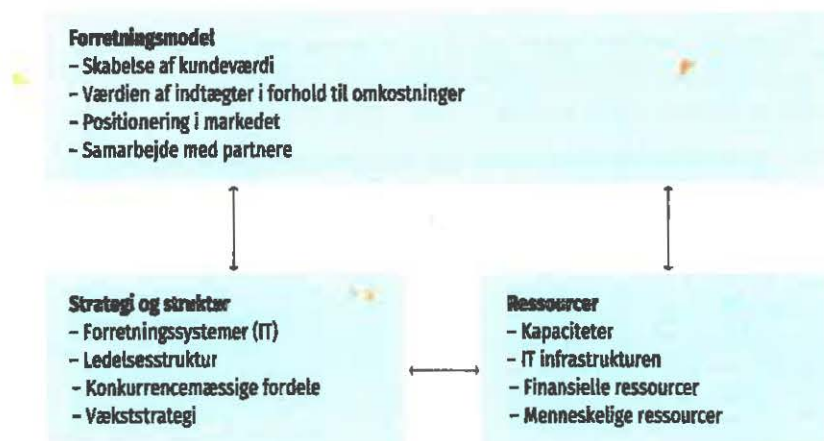 Forretningsmodel
– Skabelse af kundeværdi
– Værdien af indtægter i forhold til omkostninger
– Positionering i markedet
– Samarbejde med partnere
Strategi og struktur
– Forretningssystemer (IT)
– Ledelsesstruktur
– Konkurrencemæssige fordele
– Vækststrategi
Ressourcer
– Kapaciteter
– IT infrastrukturen
– Finansielle ressourcer
– Menneskelige ressourcer